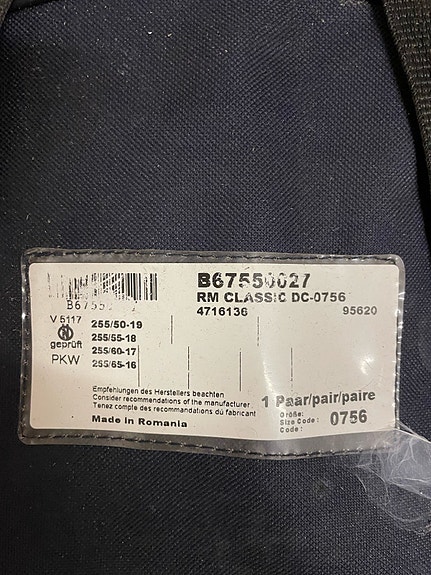 B67550027
RM CLASSIC DC-0756
4716136 95620
V 5117
geprüft
PKW
255/50-19
255/55-18
255/60-17
255/65-16
Empfehlungen des Herstellers beachten
Consider recommendations of the manufacturer
Tenez compte des recommandations du fabricant
Made in Romania
1 Paar/pair/paire
Größe:
Size Code: 0756
Code: